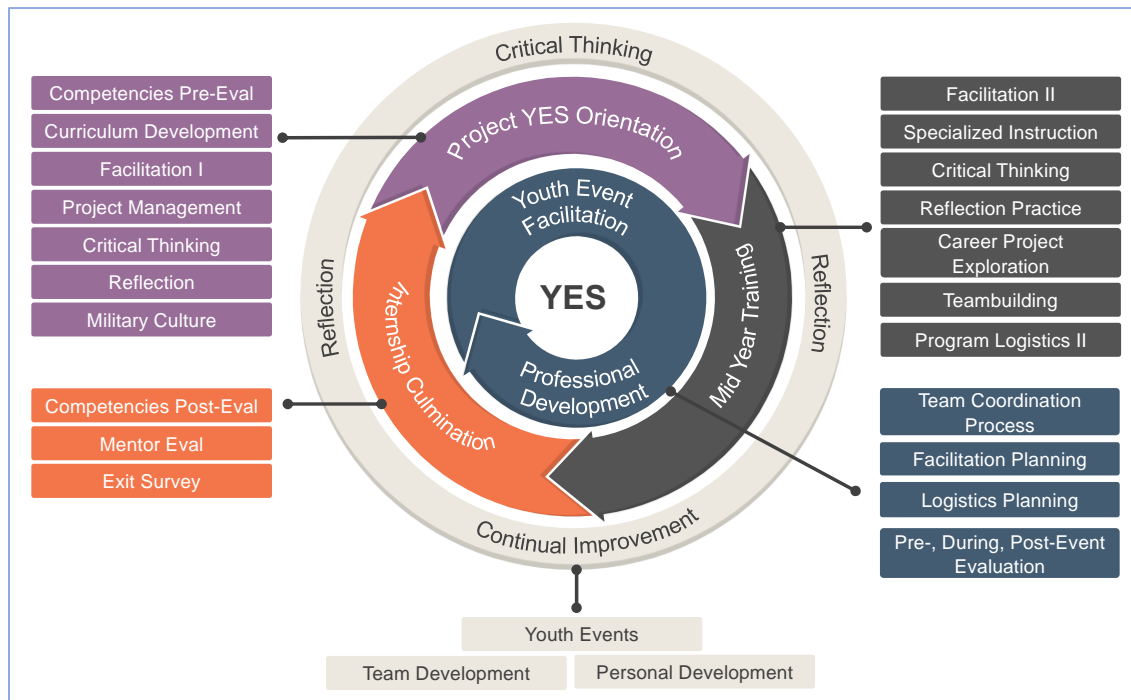 Critical Thinking
Competencies Pre-Eval
Curriculum Development
Facilitation I
Project Management
Critical Thinking
Reflection
Military Culture
Competencies Post-Eval
Mentor Eval
Exit Survey
Reflection
Project YES Orientation
Youth Event
Facilitation
YES
Professional
Development
Internship Culmination
Mid Year Training
Reflection
Continual Improvement
Facilitation II
Specialized Instruction
Critical Thinking
Reflection Practice
Career Project
Exploration
Teambuilding
Program Logistics II
Team Coordination
Process
Facilitation Planning
Logistics Planning
Pre-, During, Post-Event
Evaluation
Youth Events
Team Development
Personal Development